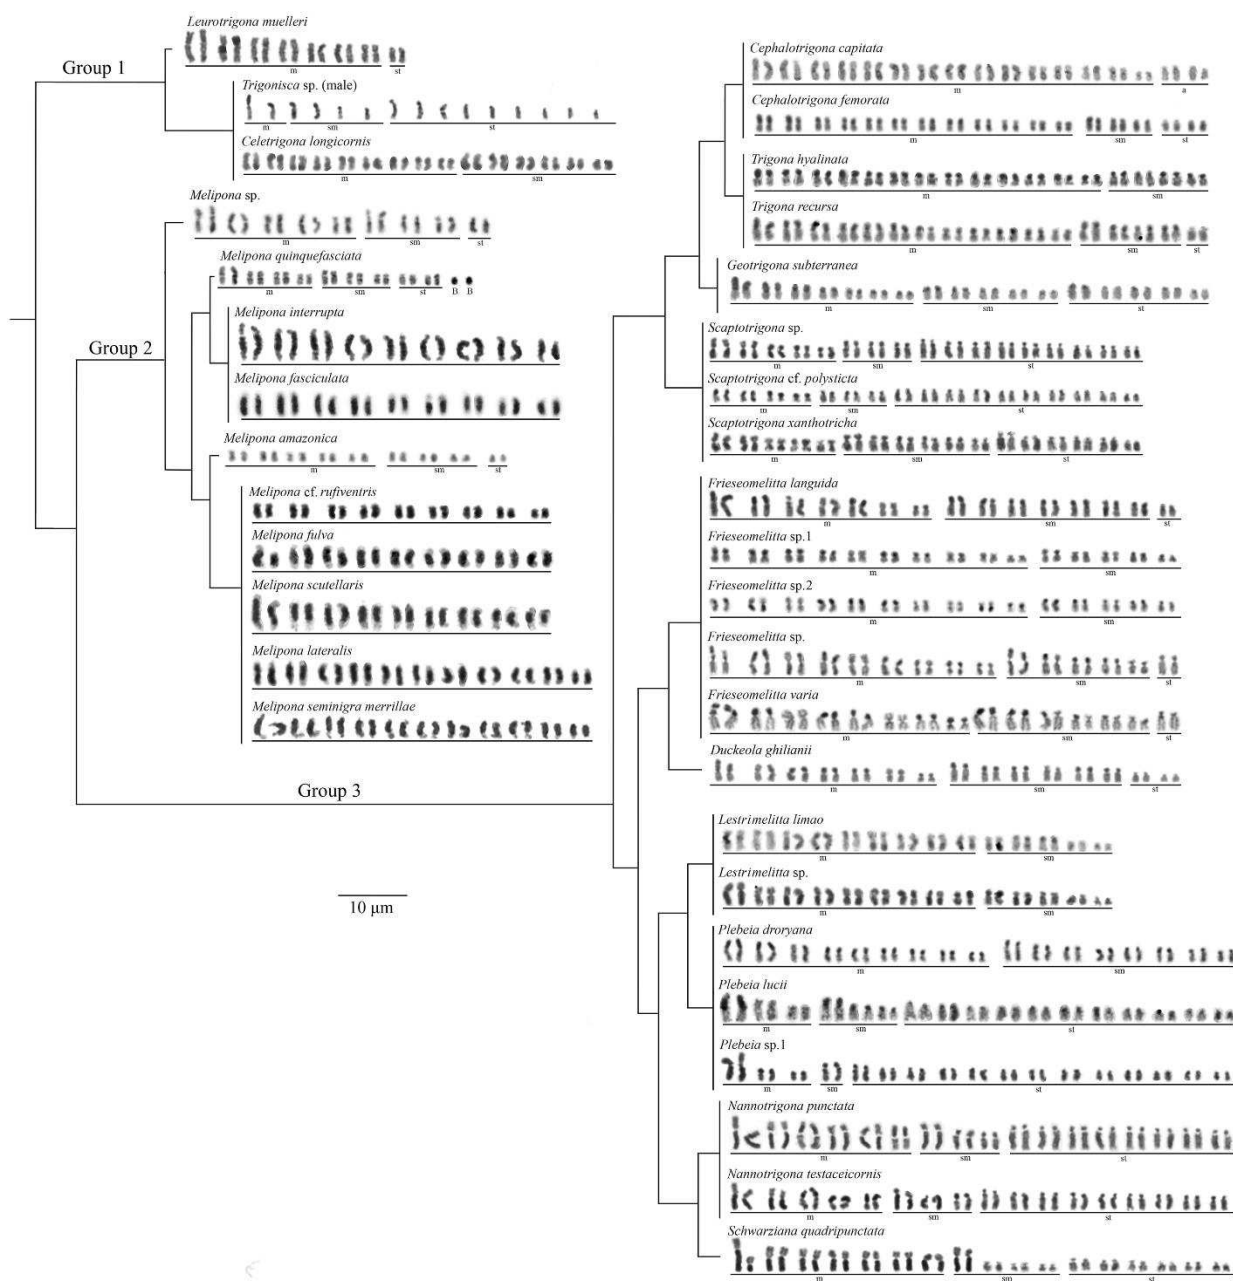 Leurotrigona muelleri
m st
Group 1
Trigonisca sp. (male)
m sm st
Celetrigona longicornis
m sm
Melipona sp.
m sm st
Melipona quinquefasciata
m sm st B B
Melipona interrupta
Group 2
Melipona fasciculata
Melipona amazonica
m sm st
Melipona cf. rufiventris
Melipona fulva
Melipona scutellaris
Melipona lateralis
Melipona seminigra merrillae
Group 3
10 µm
Cephalotrigona capitata
m a
Cephalotrigona femorata
m sm st
Trigona hyalinata
m sm
Trigona recursa
m sm st
Geotrigona subterranea
m sm st
Scaptotrigona sp.
m sm st
Scaptotrigona cf. polysticta
m sm st
Scaptotrigona xanthotricha
m sm st
Frieseomelitta languida
m sm st
Frieseomelitta sp.1
m sm
Frieseomelitta sp.2
m sm
Frieseomelitta sp.
m sm st
Frieseomelitta varia
m sm st
Duckeola ghilianii
m sm st
Lestrimelitta limao
m sm
Lestrimelitta sp.
m sm
Plebeia droryana
m sm
Plebeia lucii
m sm st
Plebeia sp.1
m sm st
Nannotrigona punctata
m sm st
Nannotrigona testaceicornis
m sm st
Schwarziana quadripunctata
m sm st